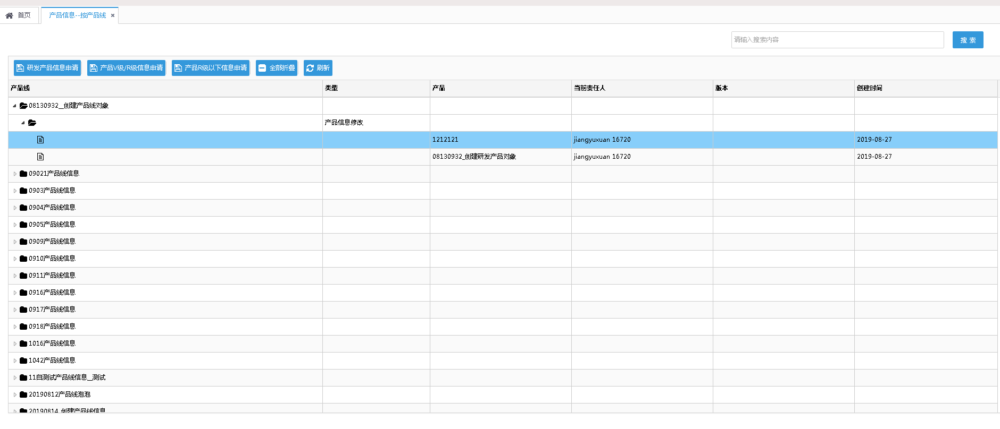 首页 产品信息--按产品线 ×
请输入搜索内容 搜 索
研发产品信息申请 产品V级/R级信息申请 产品R级以下信息申请 全部折叠 刷新
产品线 类型 产品 当前责任人 版本 创建时间
08130932__创建产品线对象
产品信息修改
1212121 jiangyuxuan 16720 2019-08-27
08130932_创建研发产品对象 jiangyuxuan 16720 2019-08-27
09021产品线信息
0903产品线信息
0904产品线信息
0905产品线信息
0909产品线信息
0910产品线信息
0911产品线信息
0916产品线信息
0917产品线信息
0918产品线信息
1016产品线信息
1042产品线信息
11自测试产品线信息__测试
20190812产品线泡泡
20190814_创建产品线信息